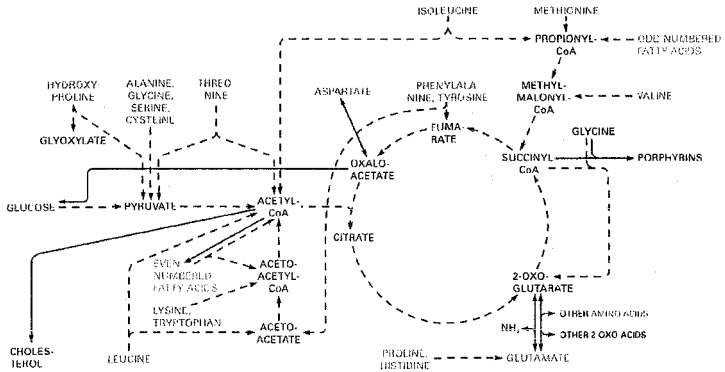 ISOLEUCINE
METHIONINE
PROPIONYL-
CoA
ODD NUMBERED
FATTY ACIDS
HYDROXY-
PROLINE
ALANINE,
GLYCINE,
SERINE,
CYSTEINE
THREO
NINE
ASPARTATE
PHENYLALA
NINE, TYROSINE
METHYL-
MALONYL-
CoA
VALINE
GLYOXYLATE
FUMA-
RATE
GLYCINE
OXALO-
ACETATE
SUCCINYL
CoA
PORPHYRINS
GLUCOSE
PYRUVATE
ACETYL-
CoA
CITRATE
EVEN
NUMBERED
FATTY ACIDS
ACETO-
ACETYL-
CoA
2-OXO-
GLUTARATE
LYSINE,
TRYPTOPHAN
OTHER AMINO ACIDS
NH3
OTHER 2 OXO ACIDS
ACETO-
ACETATE
CHOLES-
TEROL
LEUCINE
PROLINE,
HISTIDINE
GLUTAMATE